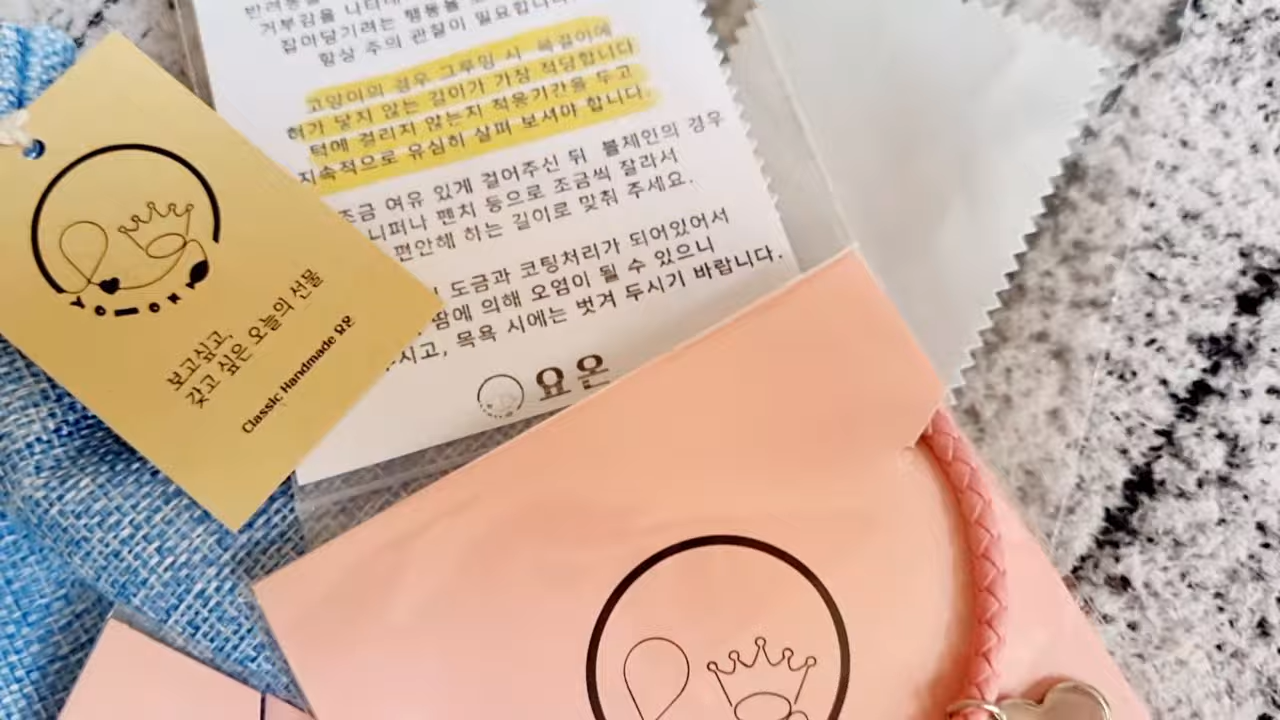 거부감을 나타내
잡아당기려는 행동을
항상 주의 관찰이 필요합니다.
고양이의 경우 그루밍 시 목걸이에
혀가 닿지 않는 길이가 가장 적당합니다
턱에 걸리지 않는지 적응기간을 두고
지속적으로 유심히 살펴 보셔야 합니다.
조금 여유 있게 걸어주신 뒤 볼체인의 경우
니퍼나 펜치 등으로 조금씩 잘라서
편안해 하는 길이로 맞춰 주세요.
도금과 코팅처리가 되어있어서
땀에 의해 오염이 될 수 있으니
시고, 목욕 시에는 벗겨 두시기 바랍니다.
요온
YOLON
보고싶고,
갖고 싶은 오늘의 선물
Classic Handmade 요온